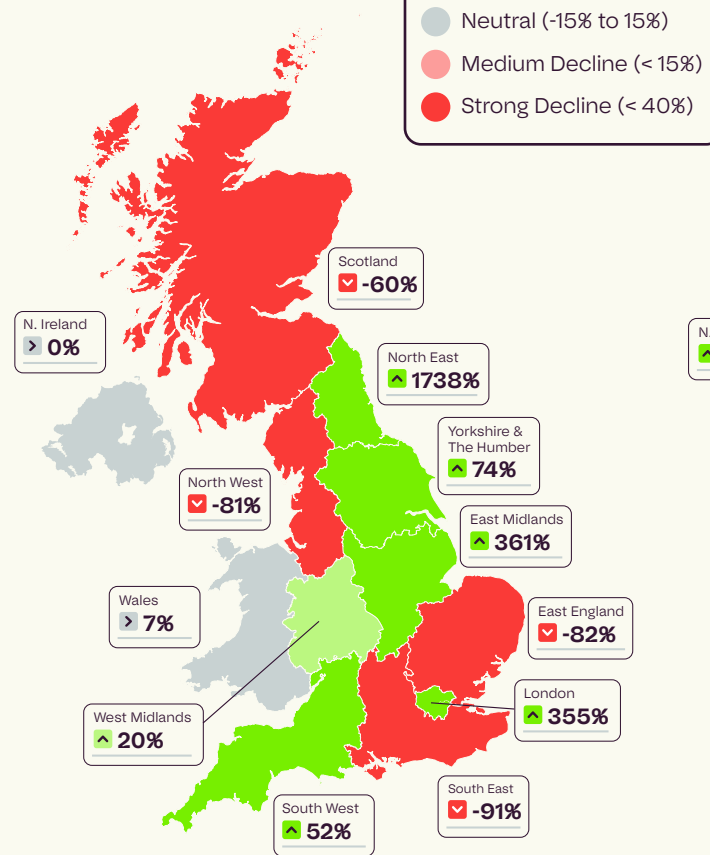 Neutral (-15% to 15%)
Medium Decline (< 15%)
Strong Decline (< 40%)
Scotland
-60%
N. Ireland
0%
North East
1738%
Yorkshire &
The Humber
74%
North West
-81%
East Midlands
361%
Wales
7%
East England
-82%
London
355%
West Midlands
20%
South East
-91%
South West
52%
N.